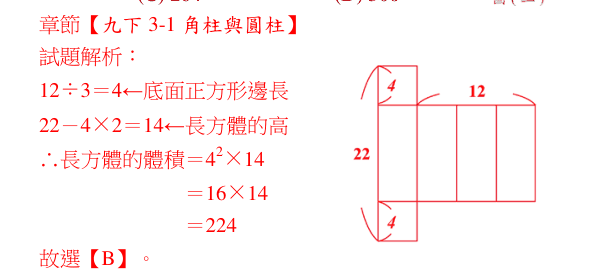 章節【九下 3-1 角柱與圓柱】
試題解析：
12÷3＝4←底面正方形邊長
22－4×2＝14←長方體的高
∴長方體的體積＝4²×14
＝16×14
＝224
故選【B】。
4
12
22
4